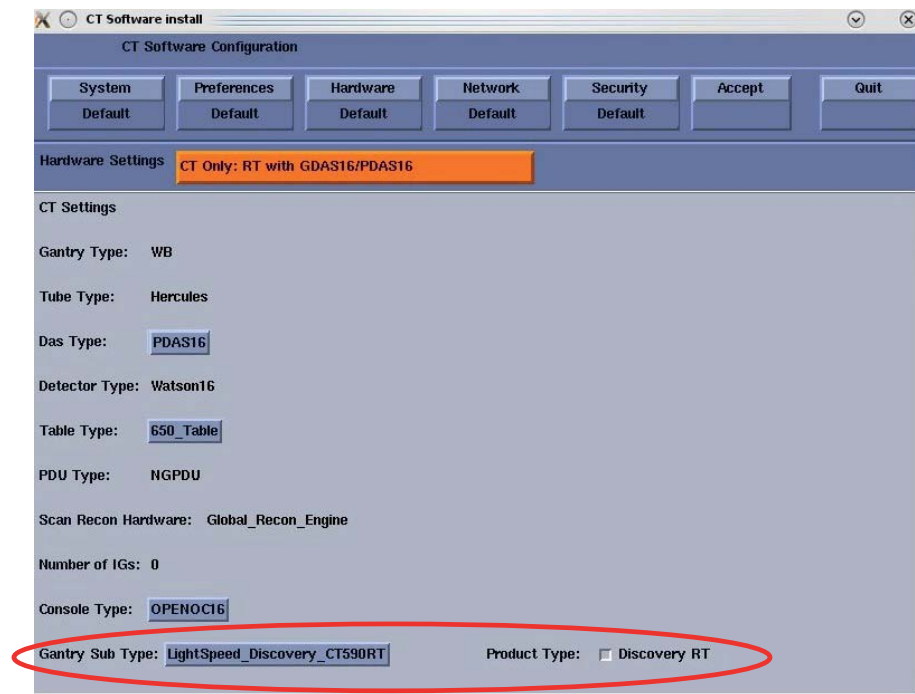 CT Software install
CT Software Configuration
System Preferences Hardware Network Security Accept Quit
Default Default Default Default Default
Hardware Settings CT Only: RT with GDAS16/PDAS16
CT Settings
Gantry Type: WB
Tube Type: Hercules
Das Type: PDAS16
Detector Type: Watson16
Table Type: 650_Table
PDU Type: NGPDU
Scan Recon Hardware: Global_Recon_Engine
Number of IGs: 0
Console Type: OPENOC16
Gantry Sub Type: LightSpeed_Discovery_CT590RT Product Type: Discovery RT